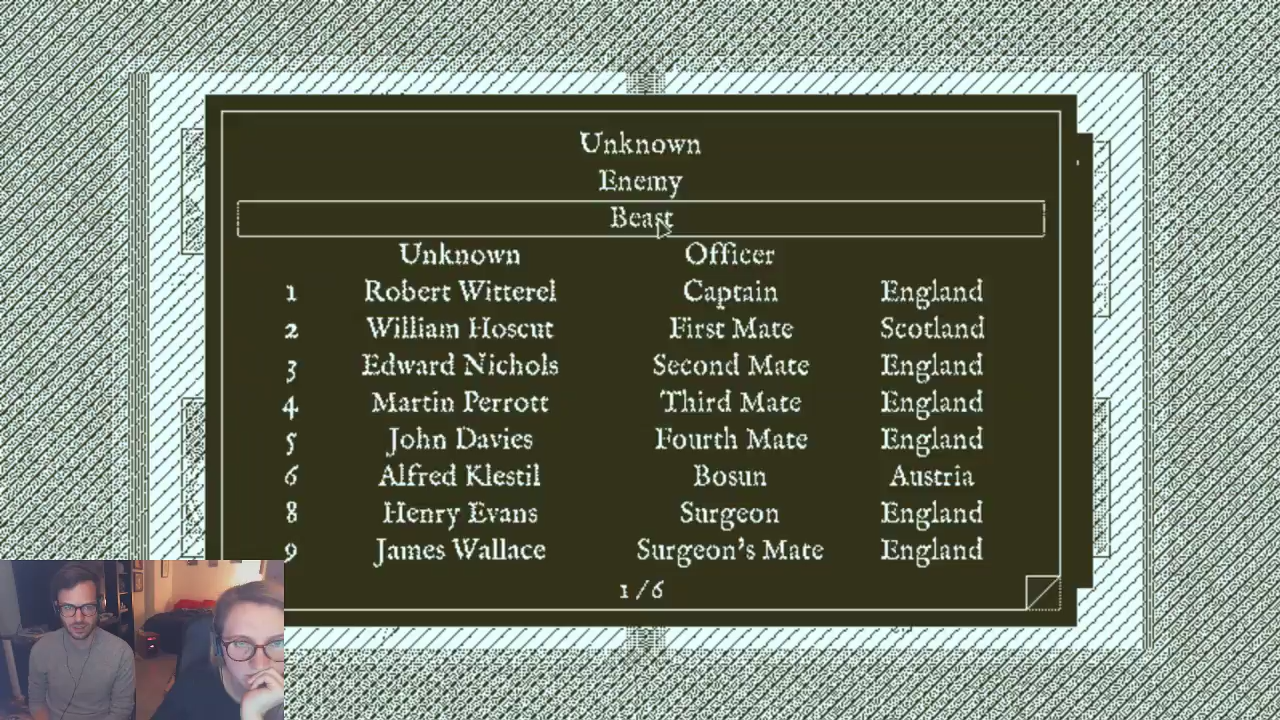 Unknown
Enemy
Beast
Unknown Officer
1 Robert Witterel Captain England
2 William Hoscut First Mate Scotland
3 Edward Nichols Second Mate England
4 Martin Perrott Third Mate England
5 John Davies Fourth Mate England
6 Alfred Klestil Bosun Austria
8 Henry Evans Surgeon England
9 James Wallace Surgeon's Mate England
1/6